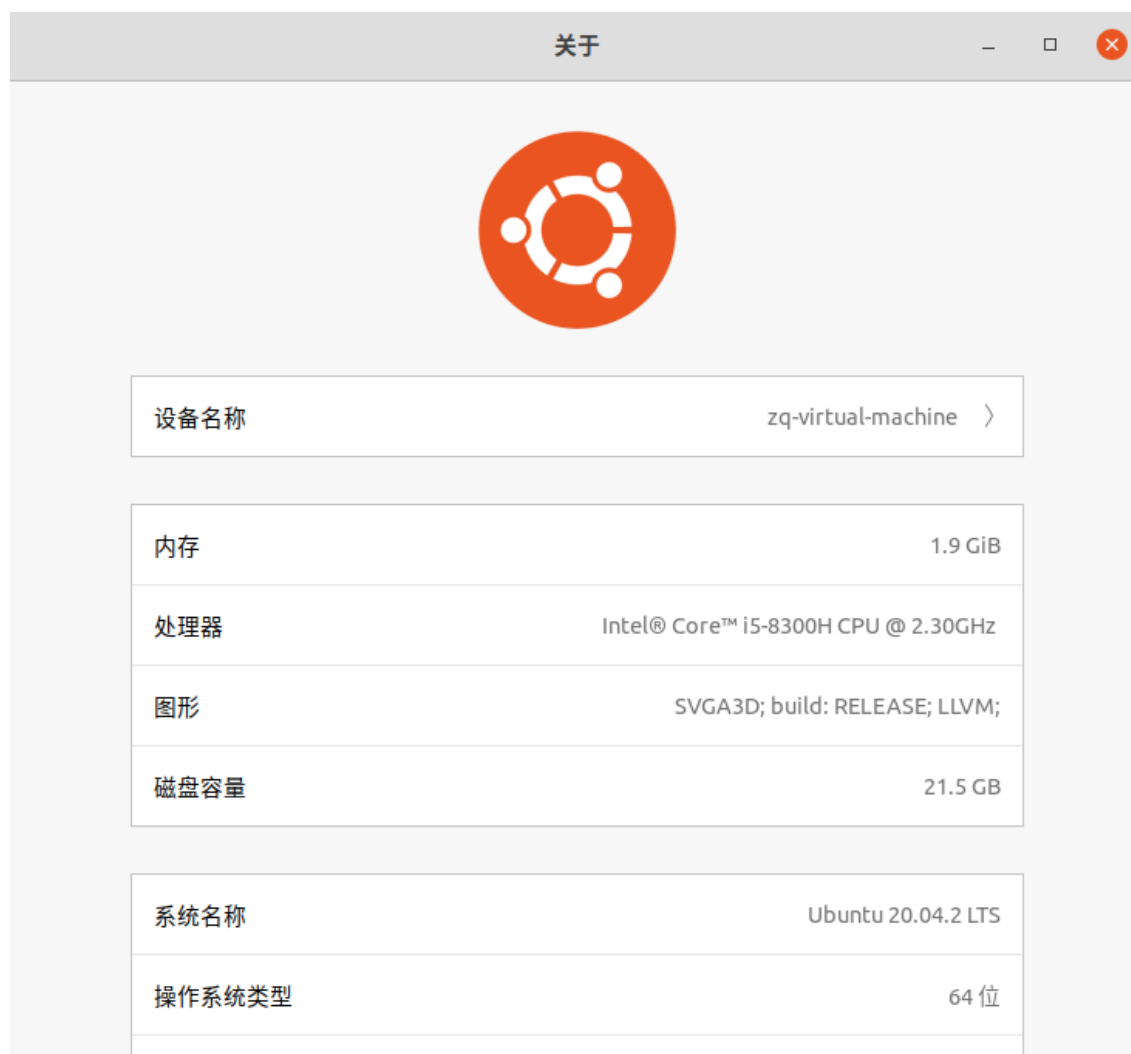 关于
设备名称 zq-virtual-machine
内存 1.9 GiB
处理器 Intel® Core™ i5-8300H CPU @ 2.30GHz
图形 SVGA3D; build: RELEASE; LLVM;
磁盘容量 21.5 GB
系统名称 Ubuntu 20.04.2 LTS
操作系统类型 64 位